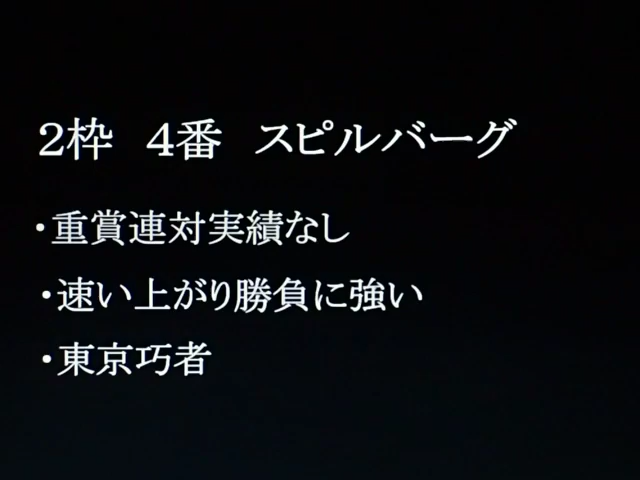 2枠　4番　スピルバーグ
・重賞連対実績なし
・速い上がり勝負に強い
・東京巧者